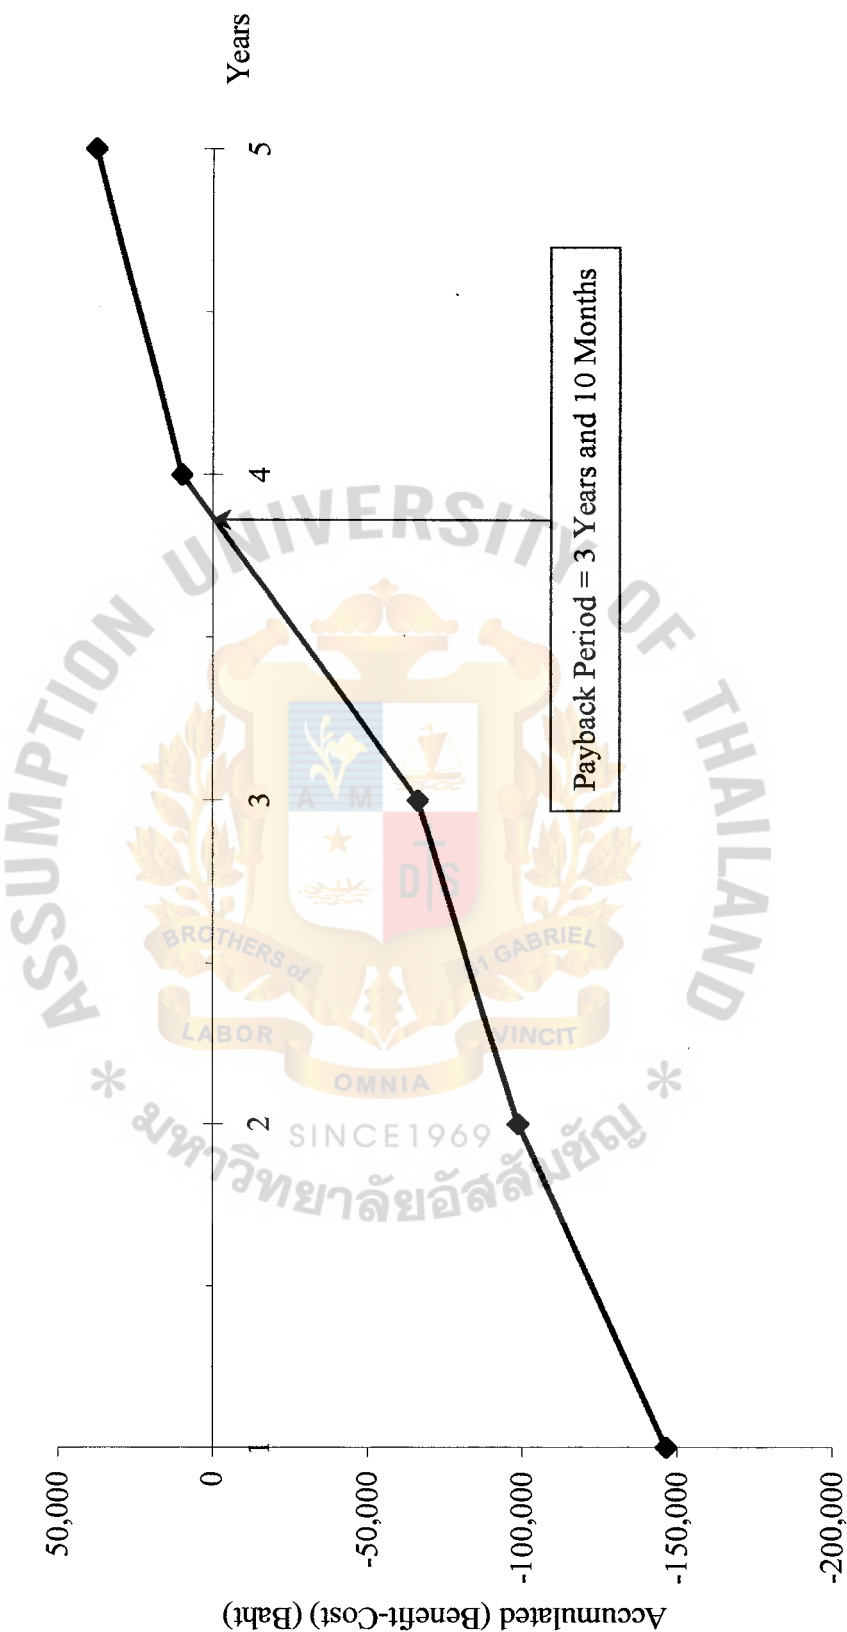 Accumulated (Benefit-Cost) (Baht)
50,000
0
-50,000
-100,000
-150,000
-200,000
1
2
3
4
5
Years
Payback Period = 3 Years and 10 Months
ASSUMPTION UNIVERSITY OF THAILAND
A M
D S
BROTHERS of
ST GABRIEL
LABOR
OMNIA
VINCIT
SINCE1969
* มหาวิทยาลัยอัสสัมชัญ *